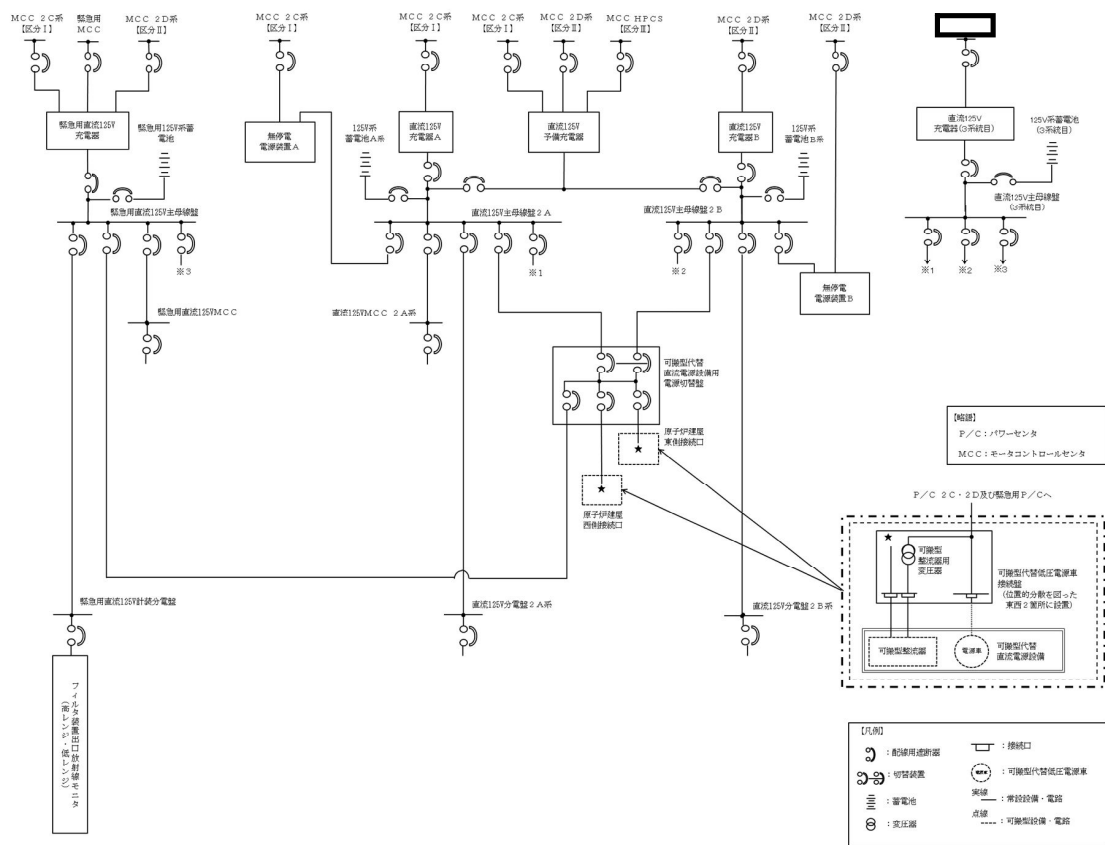 MCC 2C系
【区分Ⅰ】
緊急用
MCC
MCC 2D系
【区分Ⅱ】
MCC 2C系
【区分Ⅰ】
MCC 2C系
【区分Ⅰ】
MCC 2C系
【区分Ⅰ】
MCC 2D系
【区分Ⅱ】
MCC HPCS
【区分Ⅲ】
MCC 2D系
【区分Ⅱ】
MCC 2D系
【区分Ⅱ】
緊急用直流125V
充電器
緊急用125V系蓄
電池
無停電
電源装置A
125V系
蓄電池A系
直流125V
充電器A
直流125V
予備充電器
直流125V
充電器B
125V系
蓄電池B系
直流125V
充電器(3系統目)
125V系蓄電池
(3系統目)
緊急用直流125V主母線盤
直流125V主母線盤2A
直流125V主母線盤2B
直流125V主母線盤
(3系統目)
※3
※1
※2
※1
※2
※3
無停電
電源装置B
緊急用直流125VMCC
直流125VMCC 2A系
可搬型代替
直流電源設備用
電源切替盤
原子炉建屋
東側接続口
★
★
原子炉建屋
西側接続口
【略語】
P/C:パワーセンタ
MCC:モータコントロールセンタ
P/C 2C・2D及び緊急用P/Cへ
★
可搬型
整流器用
変圧器
可搬型代替低圧電源車
接続盤
(位置的分散を図った
東西2箇所に設置)
可搬型整流器
電源車
可搬型代替
直流電源設備
緊急用直流125V計装分電盤
直流125V分電盤2A系
直流125V分電盤2B系
フィルタ装置出口放射線モニタ
(高レンジ・低レンジ)
【凡例】
:配線用遮断器
:切替装置
:蓄電池
:変圧器
:接続口
電源車
:可搬型代替低圧電源車
実線
:常設設備・電路
点線
:可搬型設備・電路